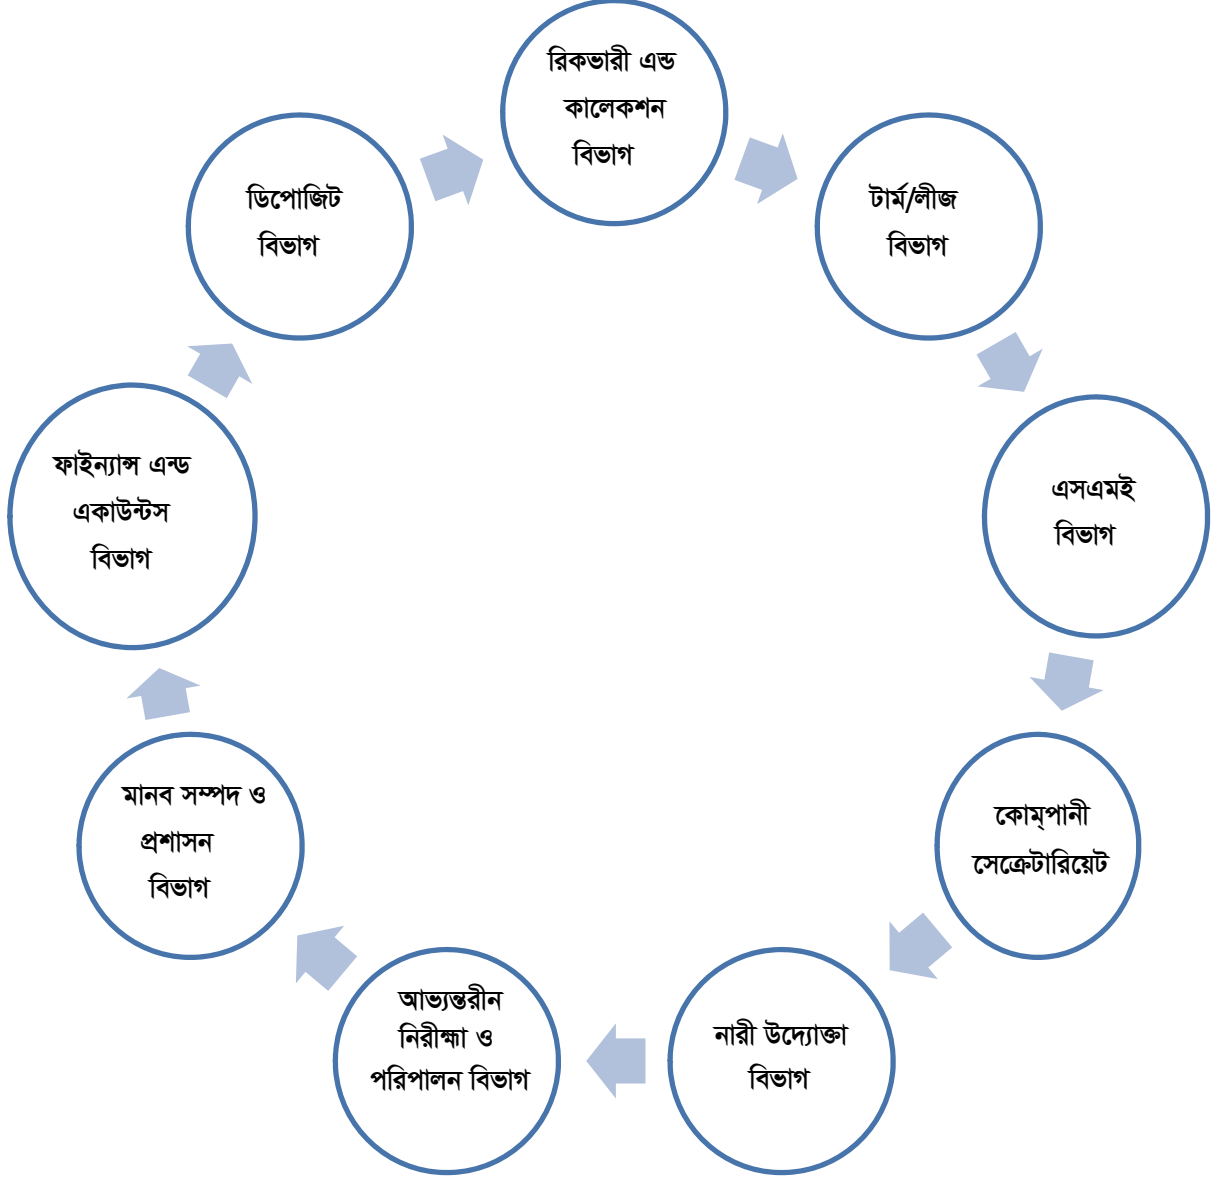 রিকভারী এন্ড
কালেকশন
বিভাগ
টার্ম/লীজ
বিভাগ
এসএমই
বিভাগ
কোম্‌পানী
সেক্রেটারিয়েট
নারী উদ্যোক্তা
বিভাগ
আভ্যন্তরীন
নিরীক্ষা ও
পরিপালন বিভাগ
মানব সম্পদ ও
প্রশাসন
বিভাগ
ফাইন্যান্স এন্ড
একাউন্টস
বিভাগ
ডিপোজিট
বিভাগ